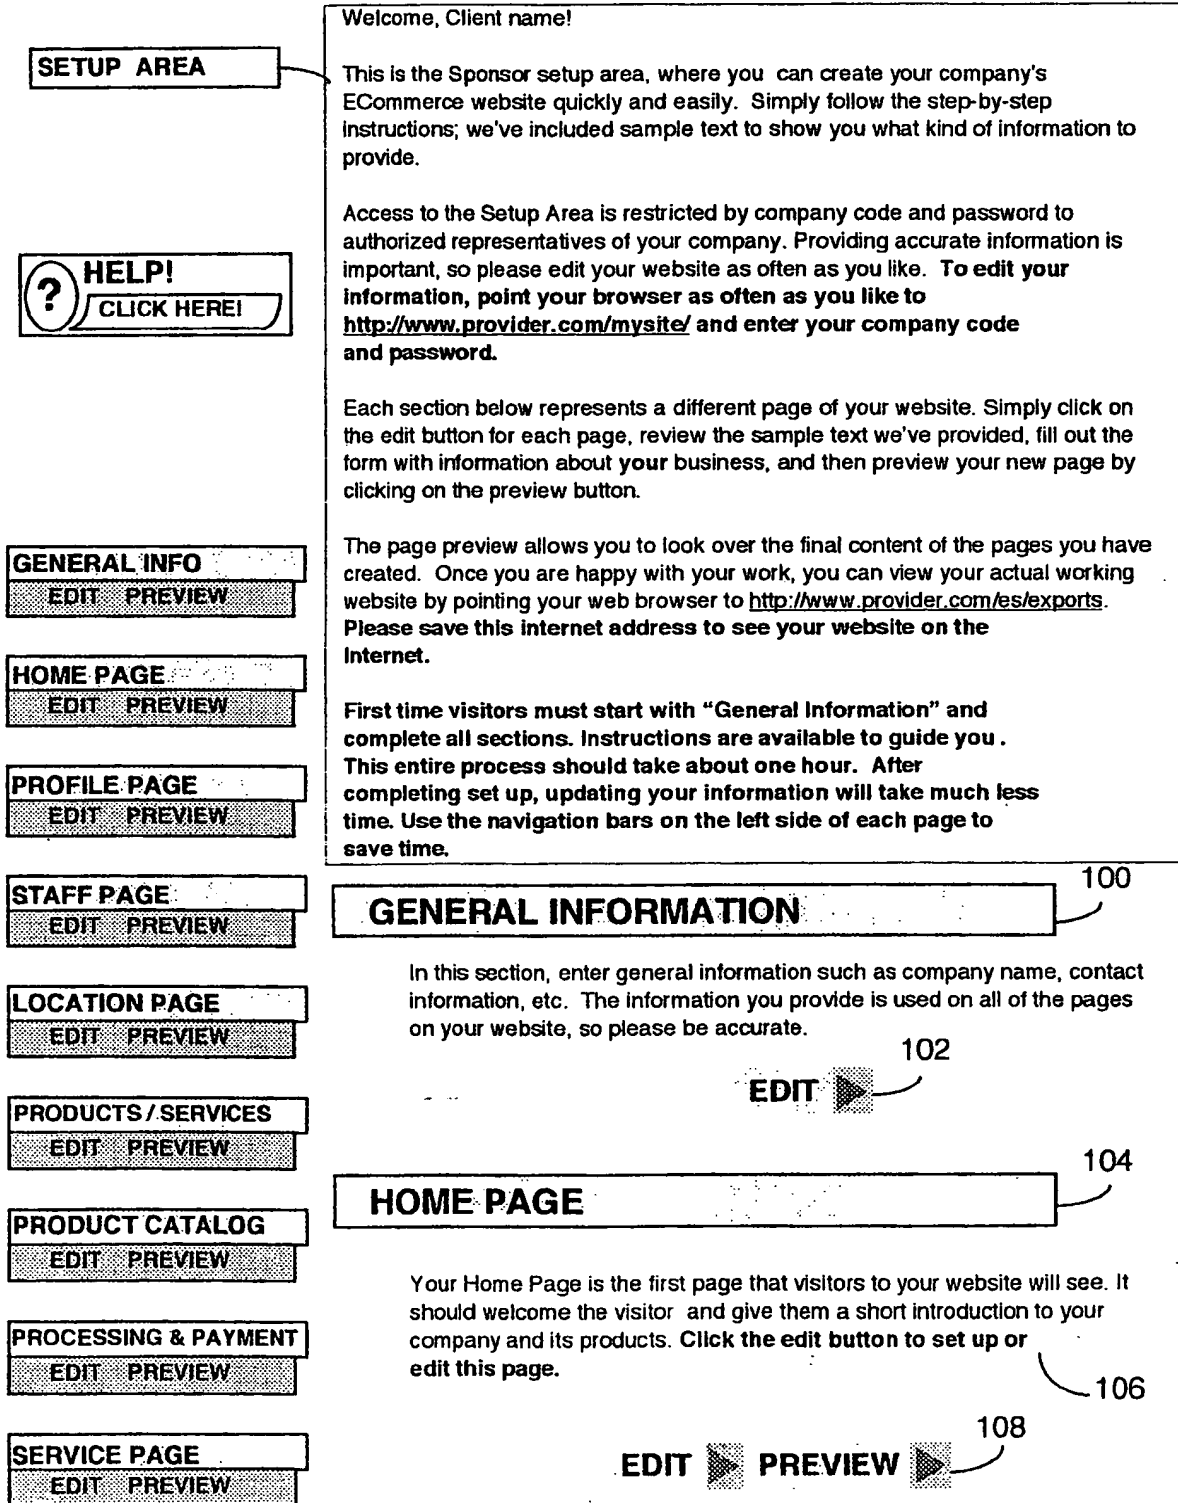 SETUP AREA
HELP!
?
CLICK HERE!
GENERAL INFO
EDIT PREVIEW
HOME PAGE
EDIT PREVIEW
PROFILE PAGE
EDIT PREVIEW
STAFF PAGE
EDIT PREVIEW
LOCATION PAGE
EDIT PREVIEW
PRODUCTS / SERVICES
EDIT PREVIEW
PRODUCT CATALOG
EDIT PREVIEW
PROCESSING & PAYMENT
EDIT PREVIEW
SERVICE PAGE
EDIT PREVIEW
Welcome, Client name!
This is the Sponsor setup area, where you can create your company's
ECommerce website quickly and easily. Simply follow the step-by-step
instructions; we've included sample text to show you what kind of information to
provide.
Access to the Setup Area is restricted by company code and password to
authorized representatives of your company. Providing accurate information is
important, so please edit your website as often as you like. To edit your
information, point your browser as often as you like to
http://www.provider.com/mysite/ and enter your company code
and password.
Each section below represents a different page of your website. Simply click on
the edit button for each page, review the sample text we've provided, fill out the
form with information about your business, and then preview your new page by
clicking on the preview button.
The page preview allows you to look over the final content of the pages you have
created. Once you are happy with your work, you can view your actual working
website by pointing your web browser to http://www.provider.com/es/exports.
Please save this internet address to see your website on the
Internet.
First time visitors must start with “General Information” and
complete all sections. Instructions are available to guide you .
This entire process should take about one hour. After
completing set up, updating your information will take much less
time. Use the navigation bars on the left side of each page to
save time.
100
GENERAL INFORMATION
In this section, enter general information such as company name, contact
information, etc. The information you provide is used on all of the pages
on your website, so please be accurate.
102
EDIT
104
HOME PAGE
Your Home Page is the first page that visitors to your website will see. It
should welcome the visitor and give them a short introduction to your
company and its products. Click the edit button to set up or
edit this page.
106
108
EDIT PREVIEW